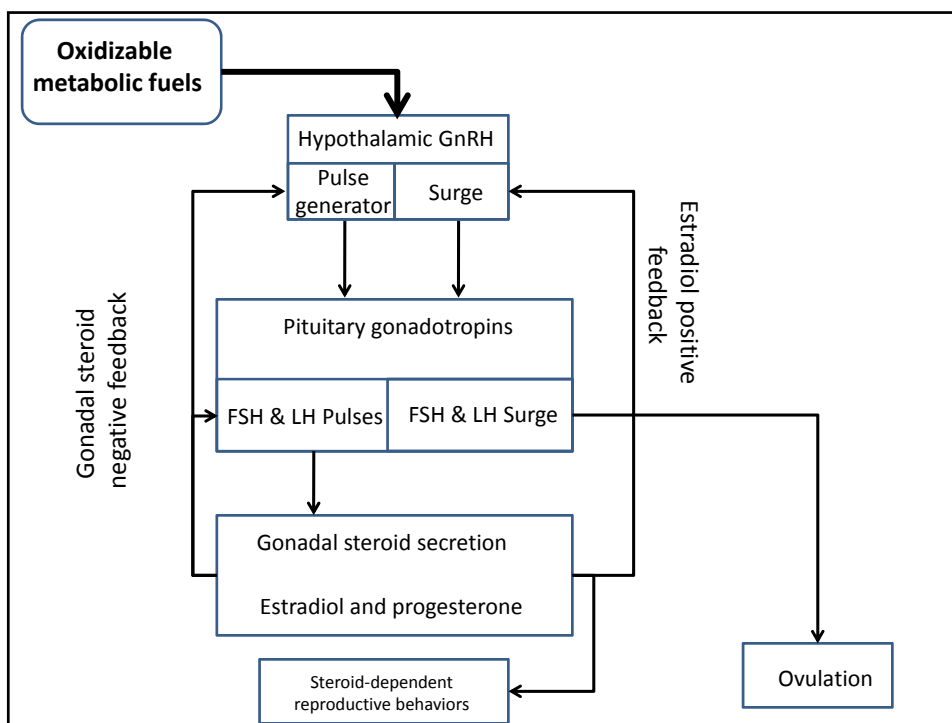 Oxidizable
metabolic fuels
Hypothalamic GnRH
Pulse
generator
Surge
Gonadal steroid
negative feedback
Estradiol positive
feedback
Pituitary gonadotropins
FSH & LH Pulses
FSH & LH Surge
Gonadal steroid secretion
Estradiol and progesterone
Steroid-dependent
reproductive behaviors
Ovulation